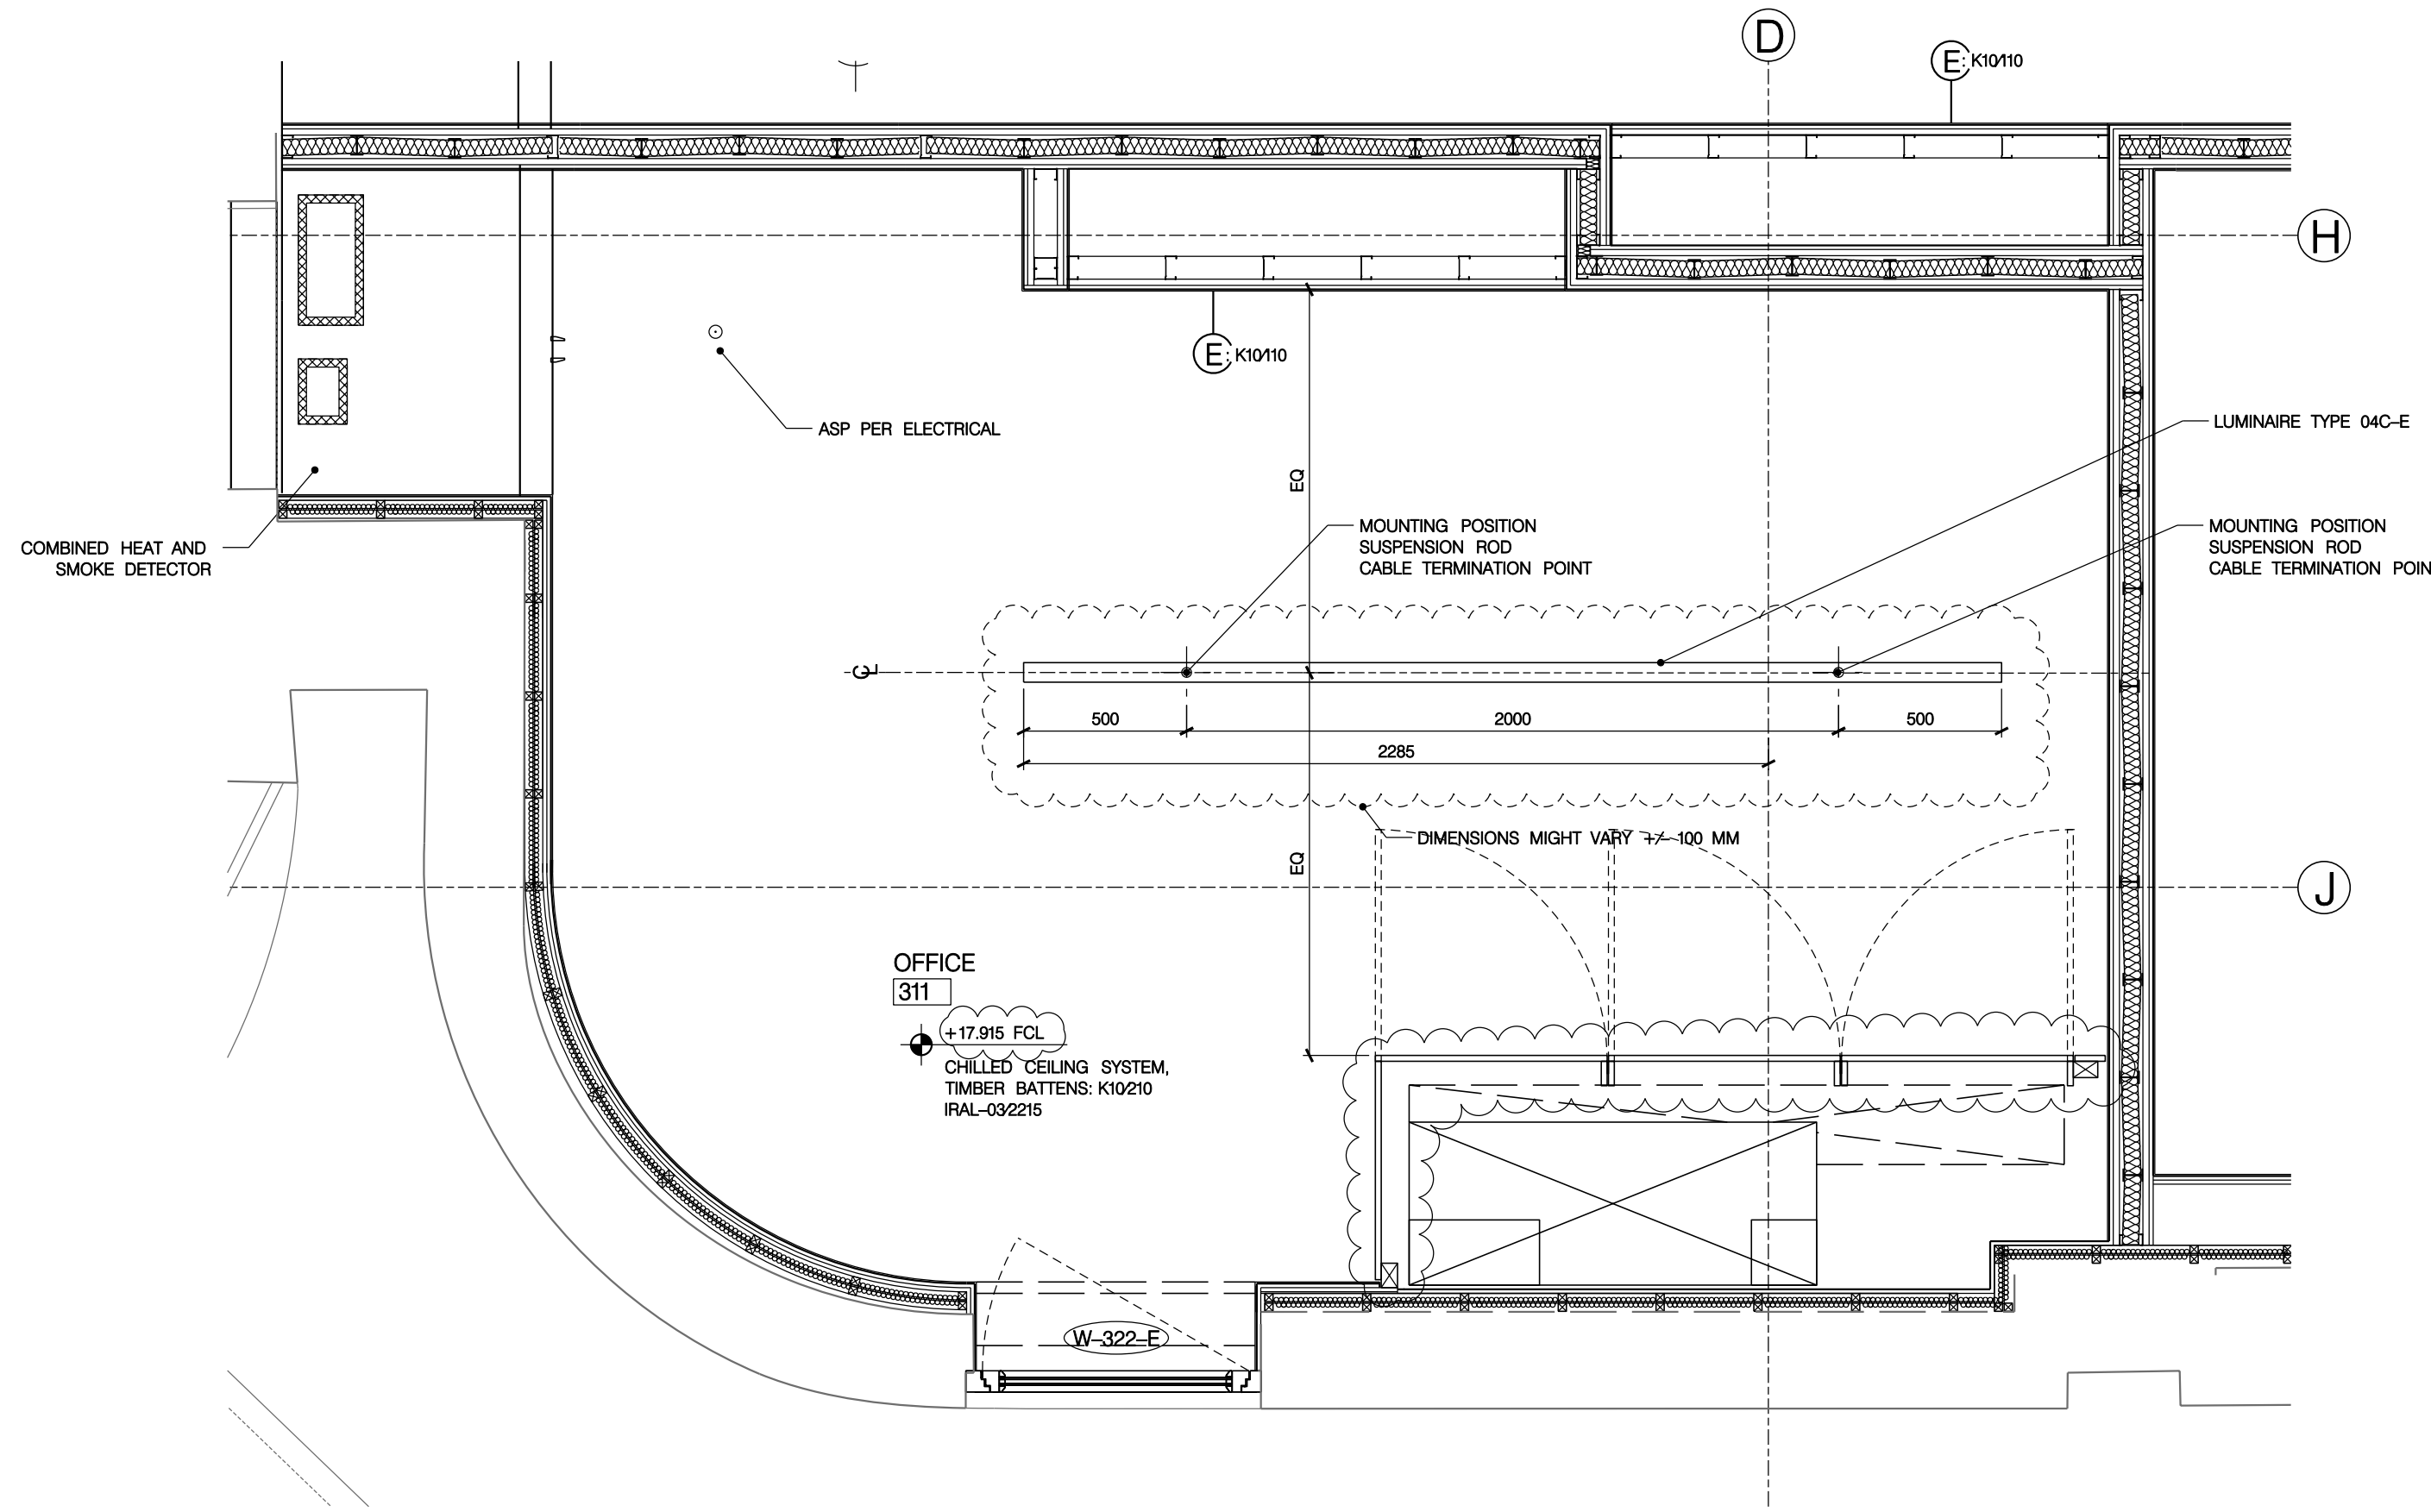 D
E: K10/110
H
E: K10/110
ASP PER ELECTRICAL
LUMINAIRE TYPE 04C-E
EQ
COMBINED HEAT AND
SMOKE DETECTOR
MOUNTING POSITION
SUSPENSION ROD
CABLE TERMINATION POINT
MOUNTING POSITION
SUSPENSION ROD
CABLE TERMINATION POIN
CL
500
2000
500
2285
DIMENSIONS MIGHT VARY +/- 100 MM
EQ
J
OFFICE
311
+17.915 FCL
CHILLED CEILING SYSTEM,
TIMBER BATTENS: K10/210
IRAL-03/2215
W-322-E